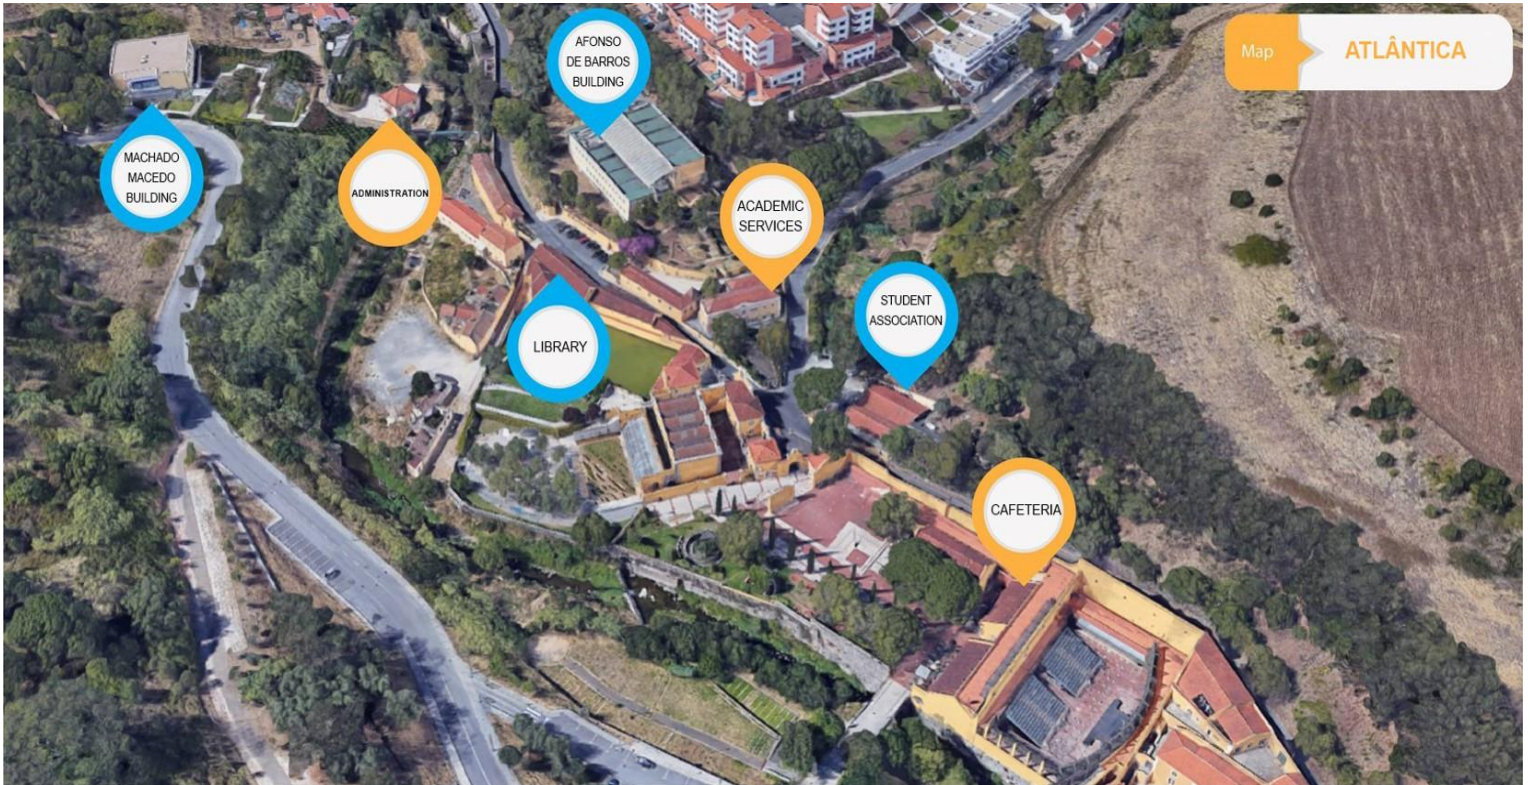 Map
ATLÂNTICA
AFONSO
DE BARROS
BUILDING
MACHADO
MACEDO
BUILDING
ADMINISTRATION
ACADEMIC
SERVICES
STUDENT
ASSOCIATION
LIBRARY
CAFETERIA